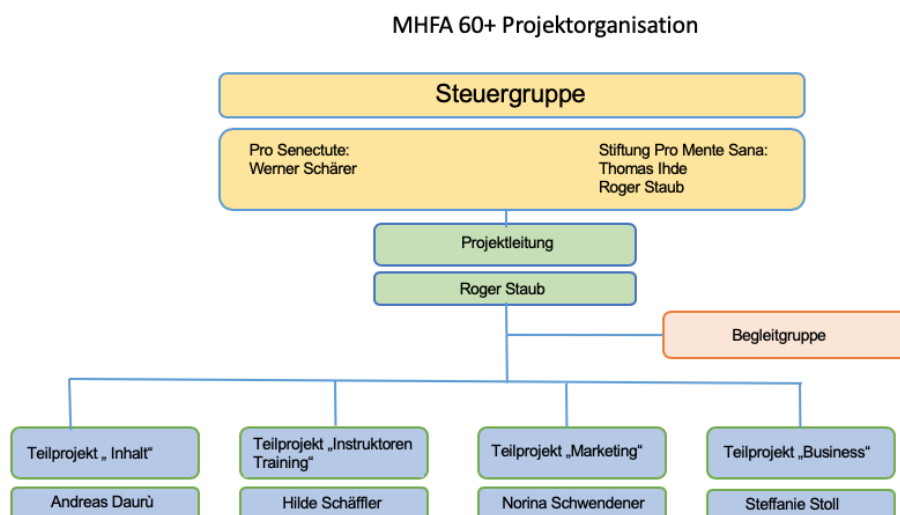 MHFA 60+ Projektorganisation
Steuergruppe
Pro Senectute:
Werner Schärer
Stiftung Pro Mente Sana:
Thomas Ihde
Roger Staub
Projektleitung
Roger Staub
Begleitgruppe
Teilprojekt „ Inhalt“
Andreas Daurù
Teilprojekt „Instruktoren
Training“
Hilde Schäffler
Teilprojekt „Marketing“
Norina Schwendener
Teilprojekt „Business“
Steffanie Stoll